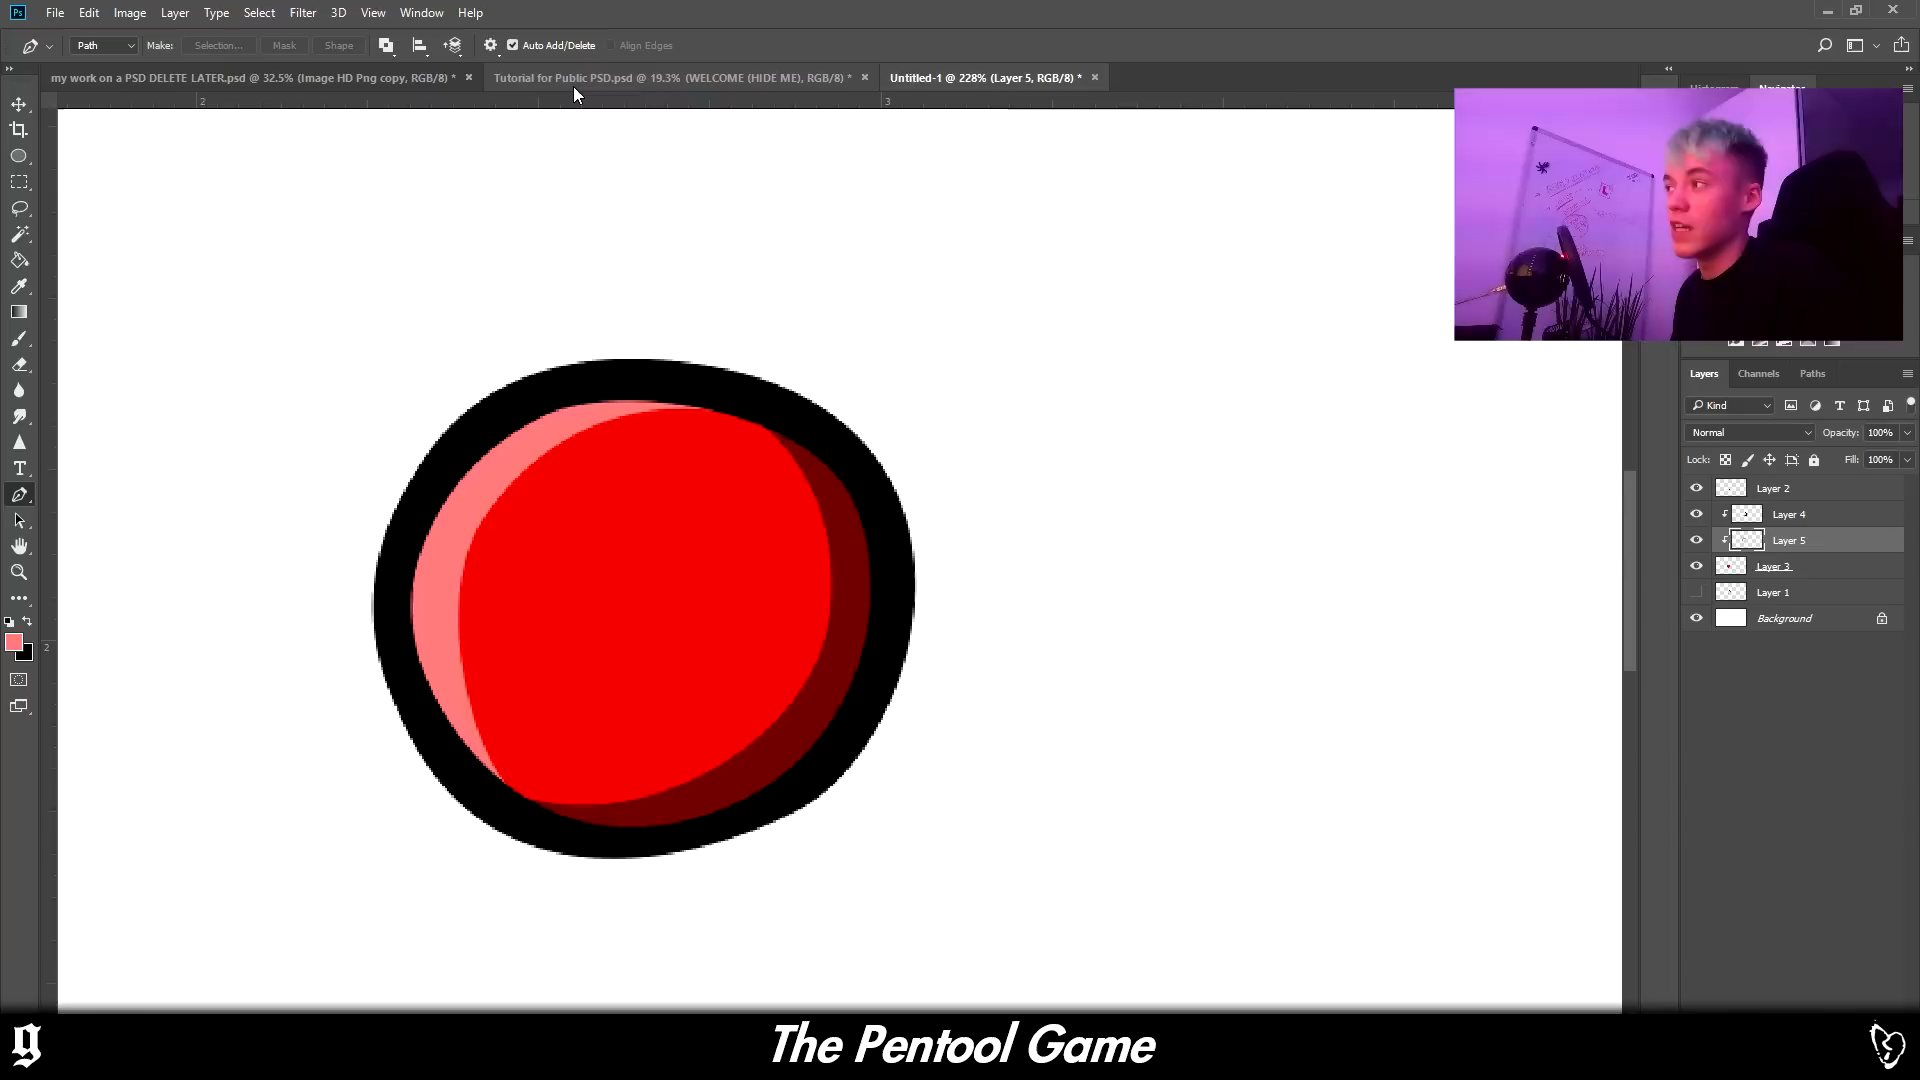 Ps File Edit Image Layer Type Select Filter 3D View Window Help
Path Make: Selection... Mask Shape Auto Add/Delete Align Edges
my work on a PSD DELETE LATER.psd @ 32.5% (Image HD Png copy, RGB/8) * Tutorial for Public PSD.psd @ 19.3% (WELCOME (HIDE ME), RGB/8) * Untitled-1 @ 228% (Layer 5, RGB/8) *
2 3
Layers Channels Paths
Kind
Normal Opacity: 100%
Lock: Fill: 100%
Layer 2
Layer 4
Layer 5
Layer 3
Layer 1
Background
2
The Pentool Game